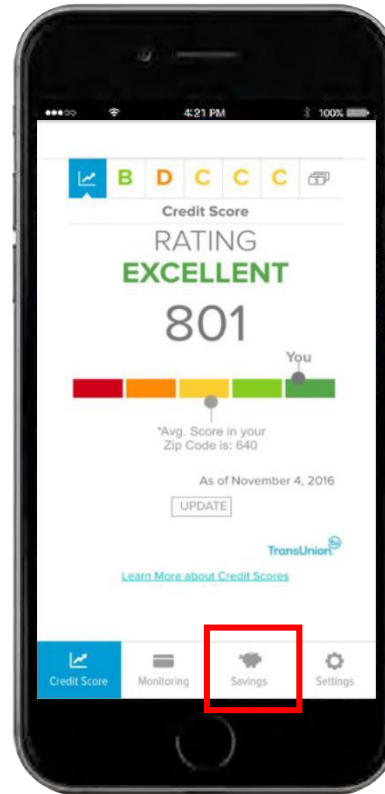 4:21 PM 100%
B D C C C
Credit Score
RATING
EXCELLENT
801
You
*Avg. Score in your
Zip Code is: 640
As of November 4, 2016
UPDATE
TransUnion
Learn More about Credit Scores
Credit Score Monitoring Savings Settings